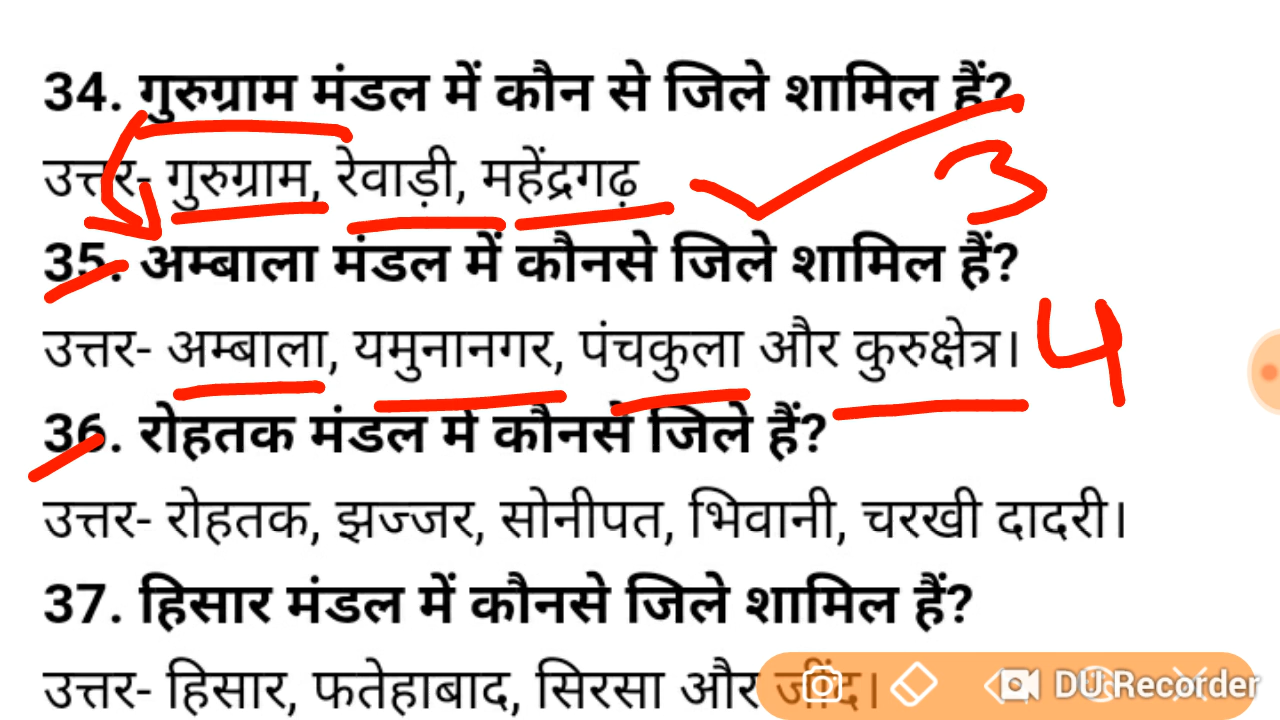 34. गुरुग्राम मंडल में कौन से जिले शामिल हैं?
उत्तर- गुरुग्राम, रेवाड़ी, महेंद्रगढ़
3
35. अम्बाला मंडल में कौनसे जिले शामिल हैं?
उत्तर- अम्बाला, यमुनानगर, पंचकुला और कुरुक्षेत्र।
4
36. रोहतक मंडल में कौनसे जिले हैं?
उत्तर- रोहतक, झज्जर, सोनीपत, भिवानी, चरखी दादरी।
37. हिसार मंडल में कौनसे जिले शामिल हैं?
उत्तर- हिसार, फतेहाबाद, सिरसा और जींद।
DU Recorder